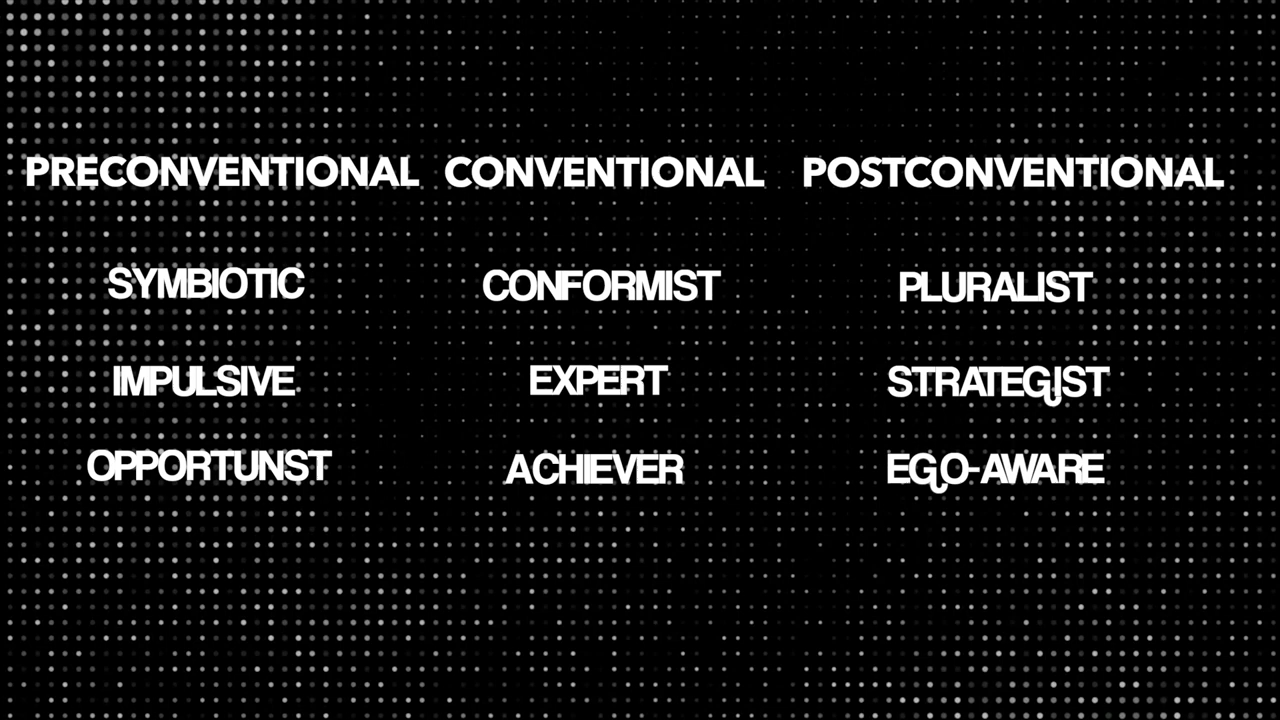 PRECONVENTIONAL CONVENTIONAL POSTCONVENTIONAL
SYMBIOTIC CONFORMIST PLURALIST
IMPULSIVE EXPERT STRATEGIST
OPPORTUNST ACHIEVER EGO-AWARE